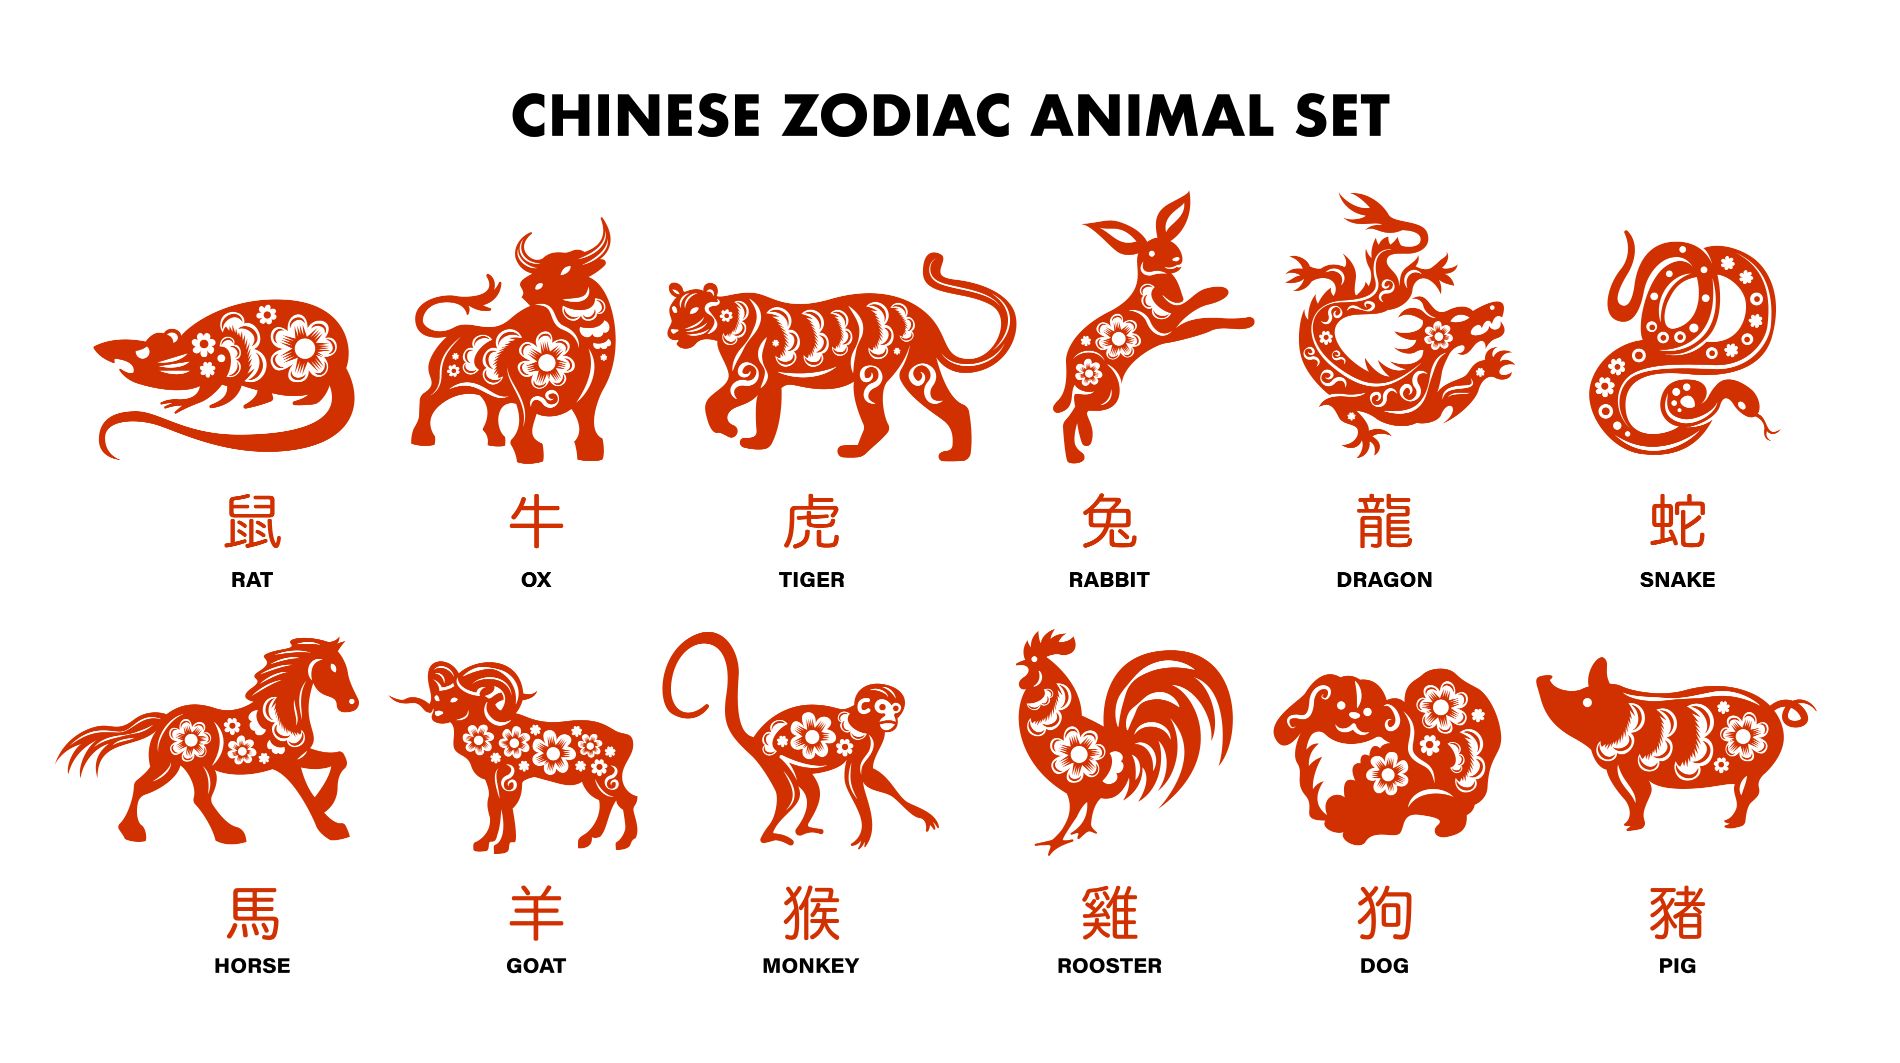 CHINESE ZODIAC ANIMAL SET
鼠 牛 虎 兔 龍 蛇
RAT OX TIGER RABBIT DRAGON SNAKE
馬 羊 猴 雞 狗 豬
HORSE GOAT MONKEY ROOSTER DOG PIG